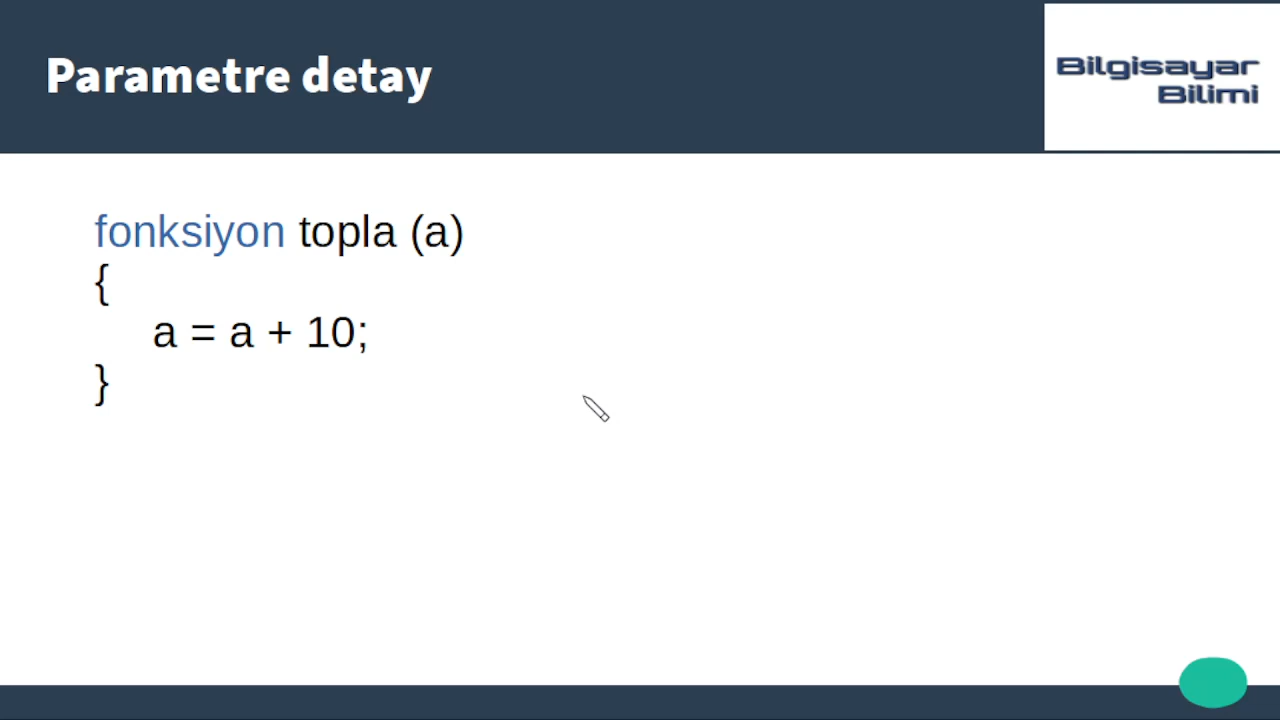 Parametre detay
Bilgisayar
Bilimi
fonksiyon topla (a)
{
a = a + 10;
}